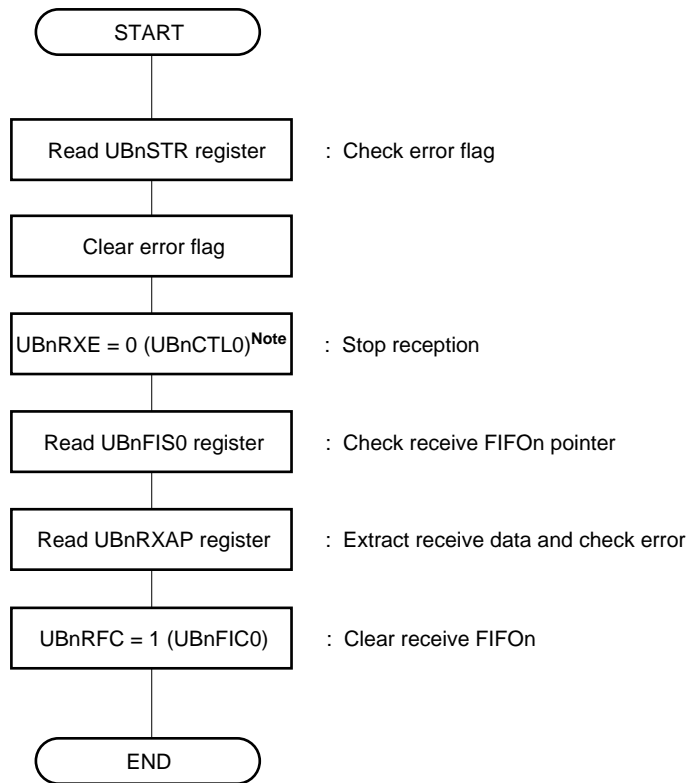 START
Read UBnSTR register : Check error flag
Clear error flag
UBnRXE = 0 (UBnCTL0)Note : Stop reception
Read UBnFIS0 register : Check receive FIFOn pointer
Read UBnRXAP register : Extract receive data and check error
UBnRFC = 1 (UBnFIC0) : Clear receive FIFOn
END